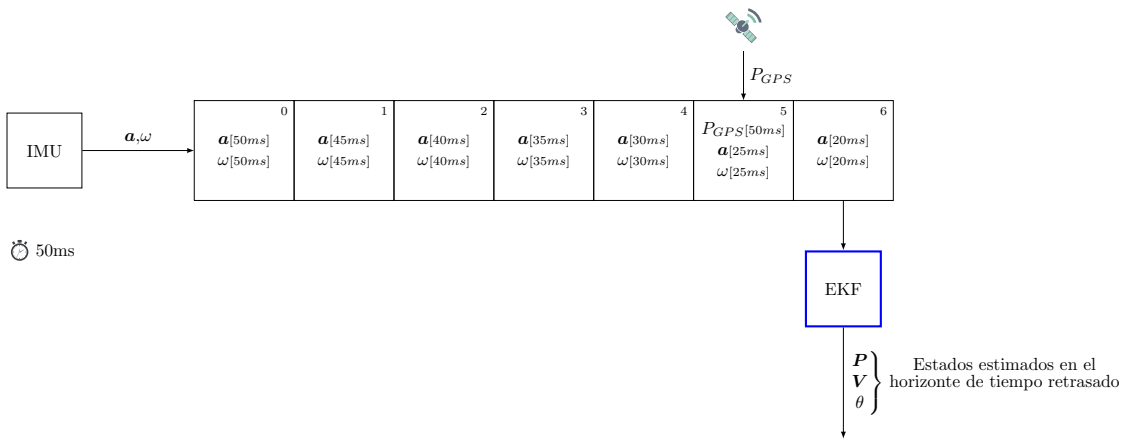 P_GPS
0
1
2
3
4
5
6
IMU
a,ω
a[50ms]
ω[50ms]
a[45ms]
ω[45ms]
a[40ms]
ω[40ms]
a[35ms]
ω[35ms]
a[30ms]
ω[30ms]
P_GPS[50ms]
a[25ms]
ω[25ms]
a[20ms]
ω[20ms]
50ms
EKF
P
V
θ
Estados estimados en el
horizonte de tiempo retrasado